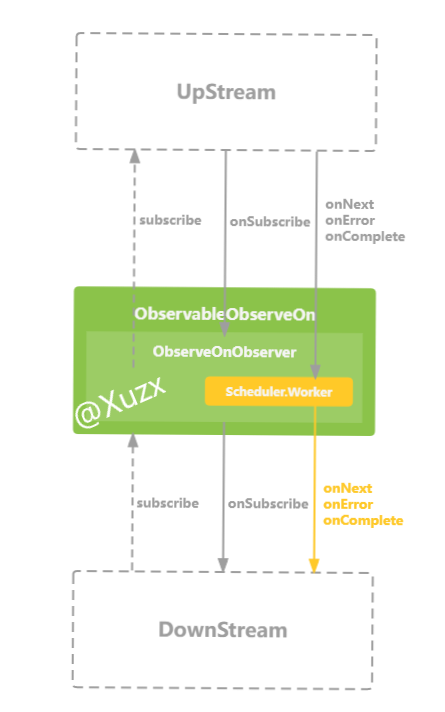 UpStream
subscribe
onSubscribe
onNext
onError
onComplete
ObservableObserveOn
ObserveOnObserver
Scheduler.Worker
@Xuzx
subscribe
onSubscribe
onNext
onError
onComplete
DownStream